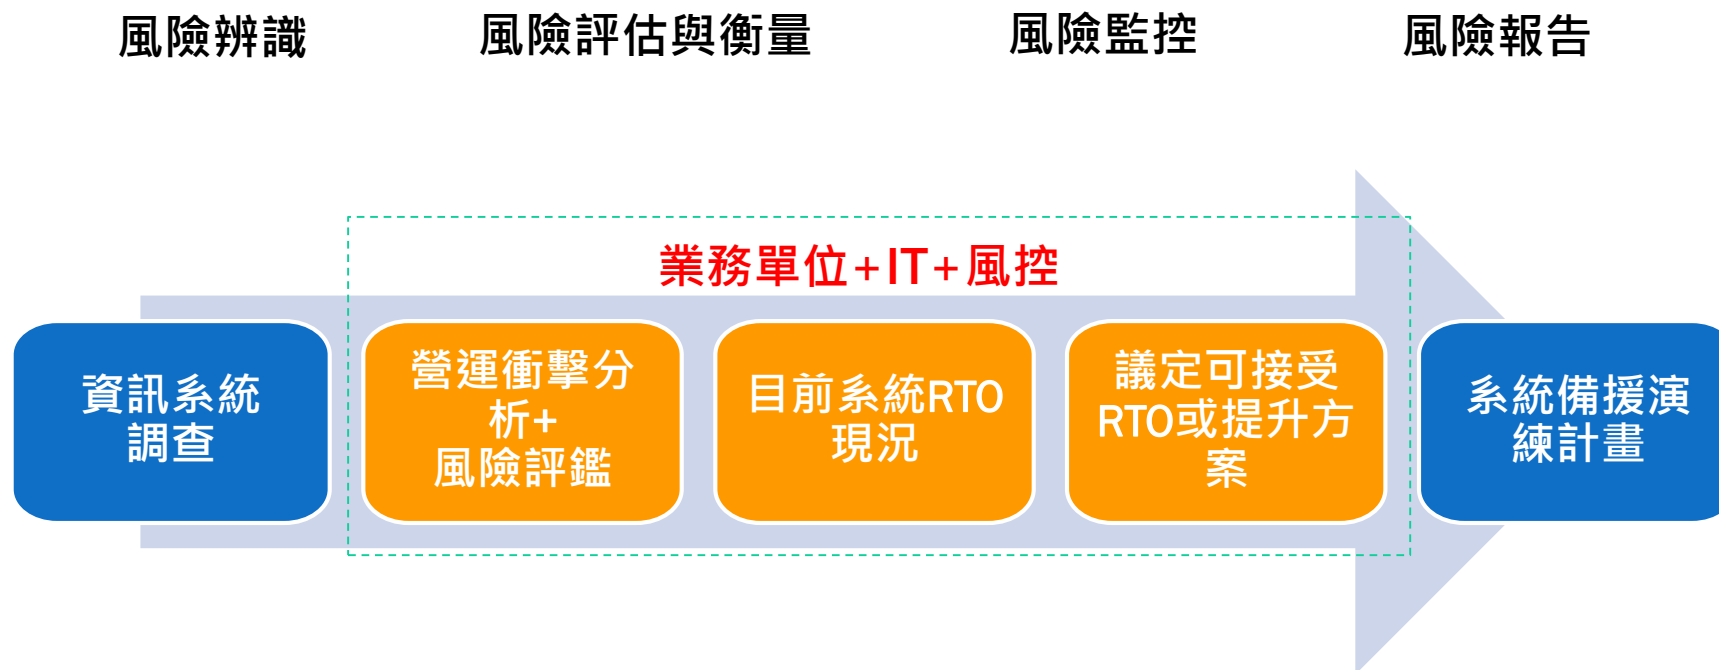 風險辨識
風險評估與衡量
風險監控
風險報告
業務單位+IT+風控
資訊系統
調查
營運衝擊分
析+
風險評鑑
目前系統RTO
現況
議定可接受
RTO或提升方
案
系統備援演
練計畫